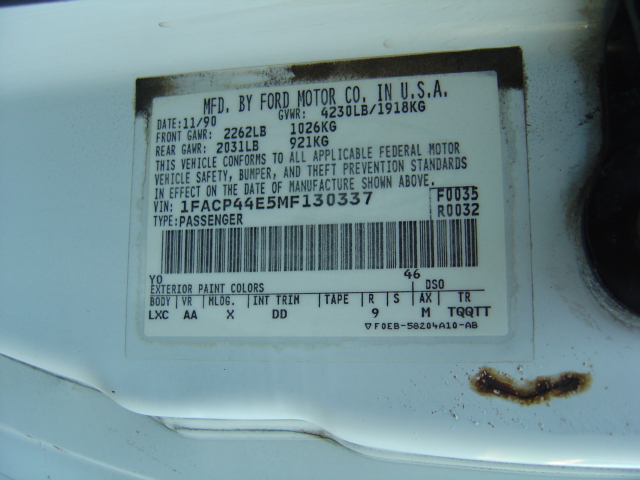 MFD. BY FORD MOTOR CO. IN U.S.A.
DATE: 11/90 GVWR: 4230LB/1918KG
FRONT GAWR: 2262LB 1026KG
REAR GAWR: 2031LB 921KG
THIS VEHICLE CONFORMS TO ALL APPLICABLE FEDERAL MOTOR
VEHICLE SAFETY, BUMPER, AND THEFT PREVENTION STANDARDS
IN EFFECT ON THE DATE OF MANUFACTURE SHOWN ABOVE.
VIN: 1FACP44E5MF130337 F0035
TYPE: PASSENGER R0032
YO 46
EXTERIOR PAINT COLORS DSO
BODY VR MLDG. INT TRIM TAPE R S AX TR
LXC AA X DD 9 M TQQTT
▽F0EB-58204A10-AB